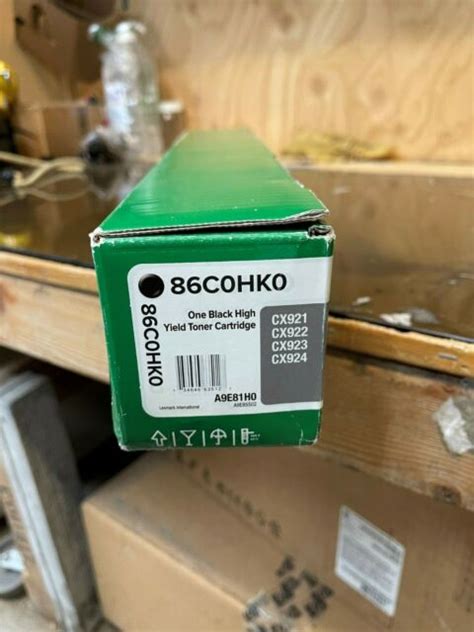 86C0HK0
86C0HK0
One Black High
Yield Toner Cartridge
CX921
CX922
CX923
CX924
A9E81H0
Lexmark International